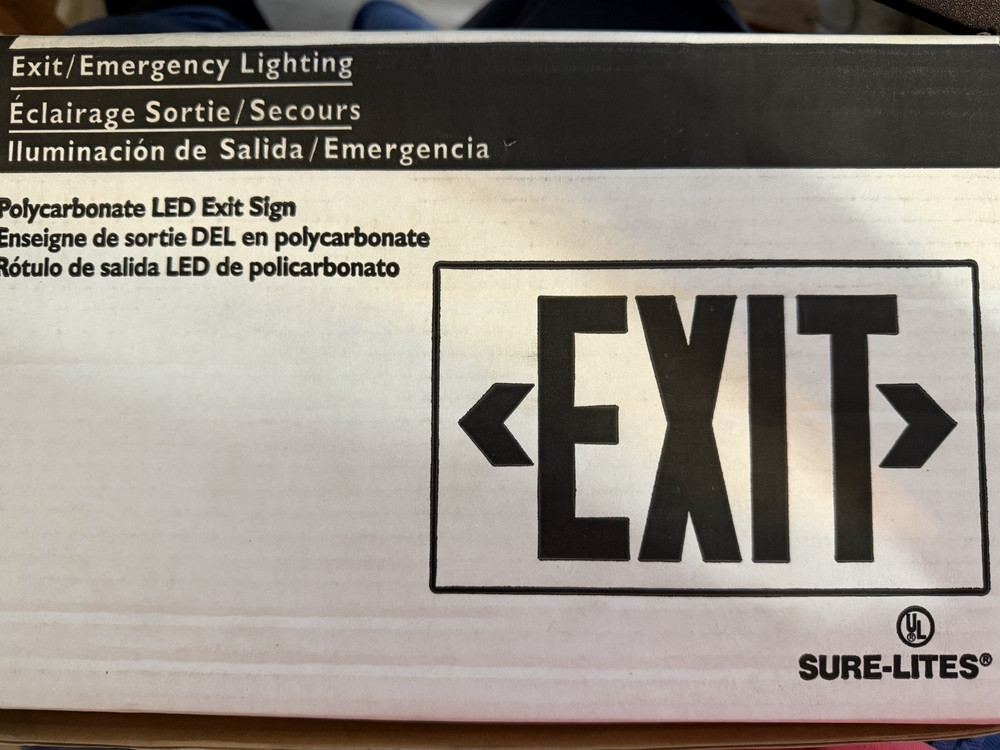 Exit/Emergency Lighting
Éclairage Sortie/Secours
Iluminación de Salida/Emergencia
Polycarbonate LED Exit Sign
Enseigne de sortie DEL en polycarbonate
Rótulo de salida LED de policarbonato
EXIT
UL®
SURE-LITES®